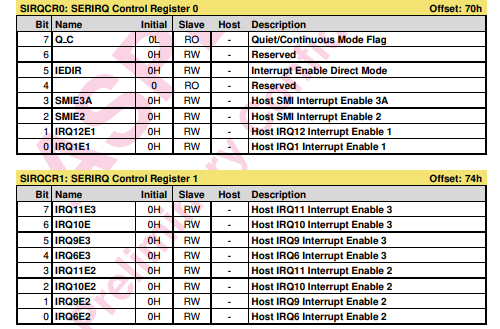 SIRQCR0: SERIRQ Control Register 0 Offset: 70h
Bit Name Initial Slave Host Description
7 Q_C 0L RO - Quiet/Continuous Mode Flag
6 0H RW - Reserved
5 IEDIR 0H RW - Interrupt Enable Direct Mode
4 0 RO - Reserved
3 SMIE3A 0H RW - Host SMI Interrupt Enable 3A
2 SMIE2 0H RW - Host SMI Interrupt Enable 2
1 IRQ12E1 0H RW - Host IRQ12 Interrupt Enable 1
0 IRQ1E1 0H RW - Host IRQ1 Interrupt Enable 1
SIRQCR1: SERIRQ Control Register 1 Offset: 74h
Bit Name Initial Slave Host Description
7 IRQ11E3 0H RW - Host IRQ11 Interrupt Enable 3
6 IRQ10E 0H RW - Host IRQ10 Interrupt Enable 3
5 IRQ9E3 0H RW - Host IRQ9 Interrupt Enable 3
4 IRQ6E3 0H RW - Host IRQ6 Interrupt Enable 3
3 IRQ11E2 0H RW - Host IRQ11 Interrupt Enable 2
2 IRQ10E2 0H RW - Host IRQ10 Interrupt Enable 2
1 IRQ9E2 0H RW - Host IRQ9 Interrupt Enable 2
0 IRQ6E2 0H RW - Host IRQ6 Interrupt Enable 2